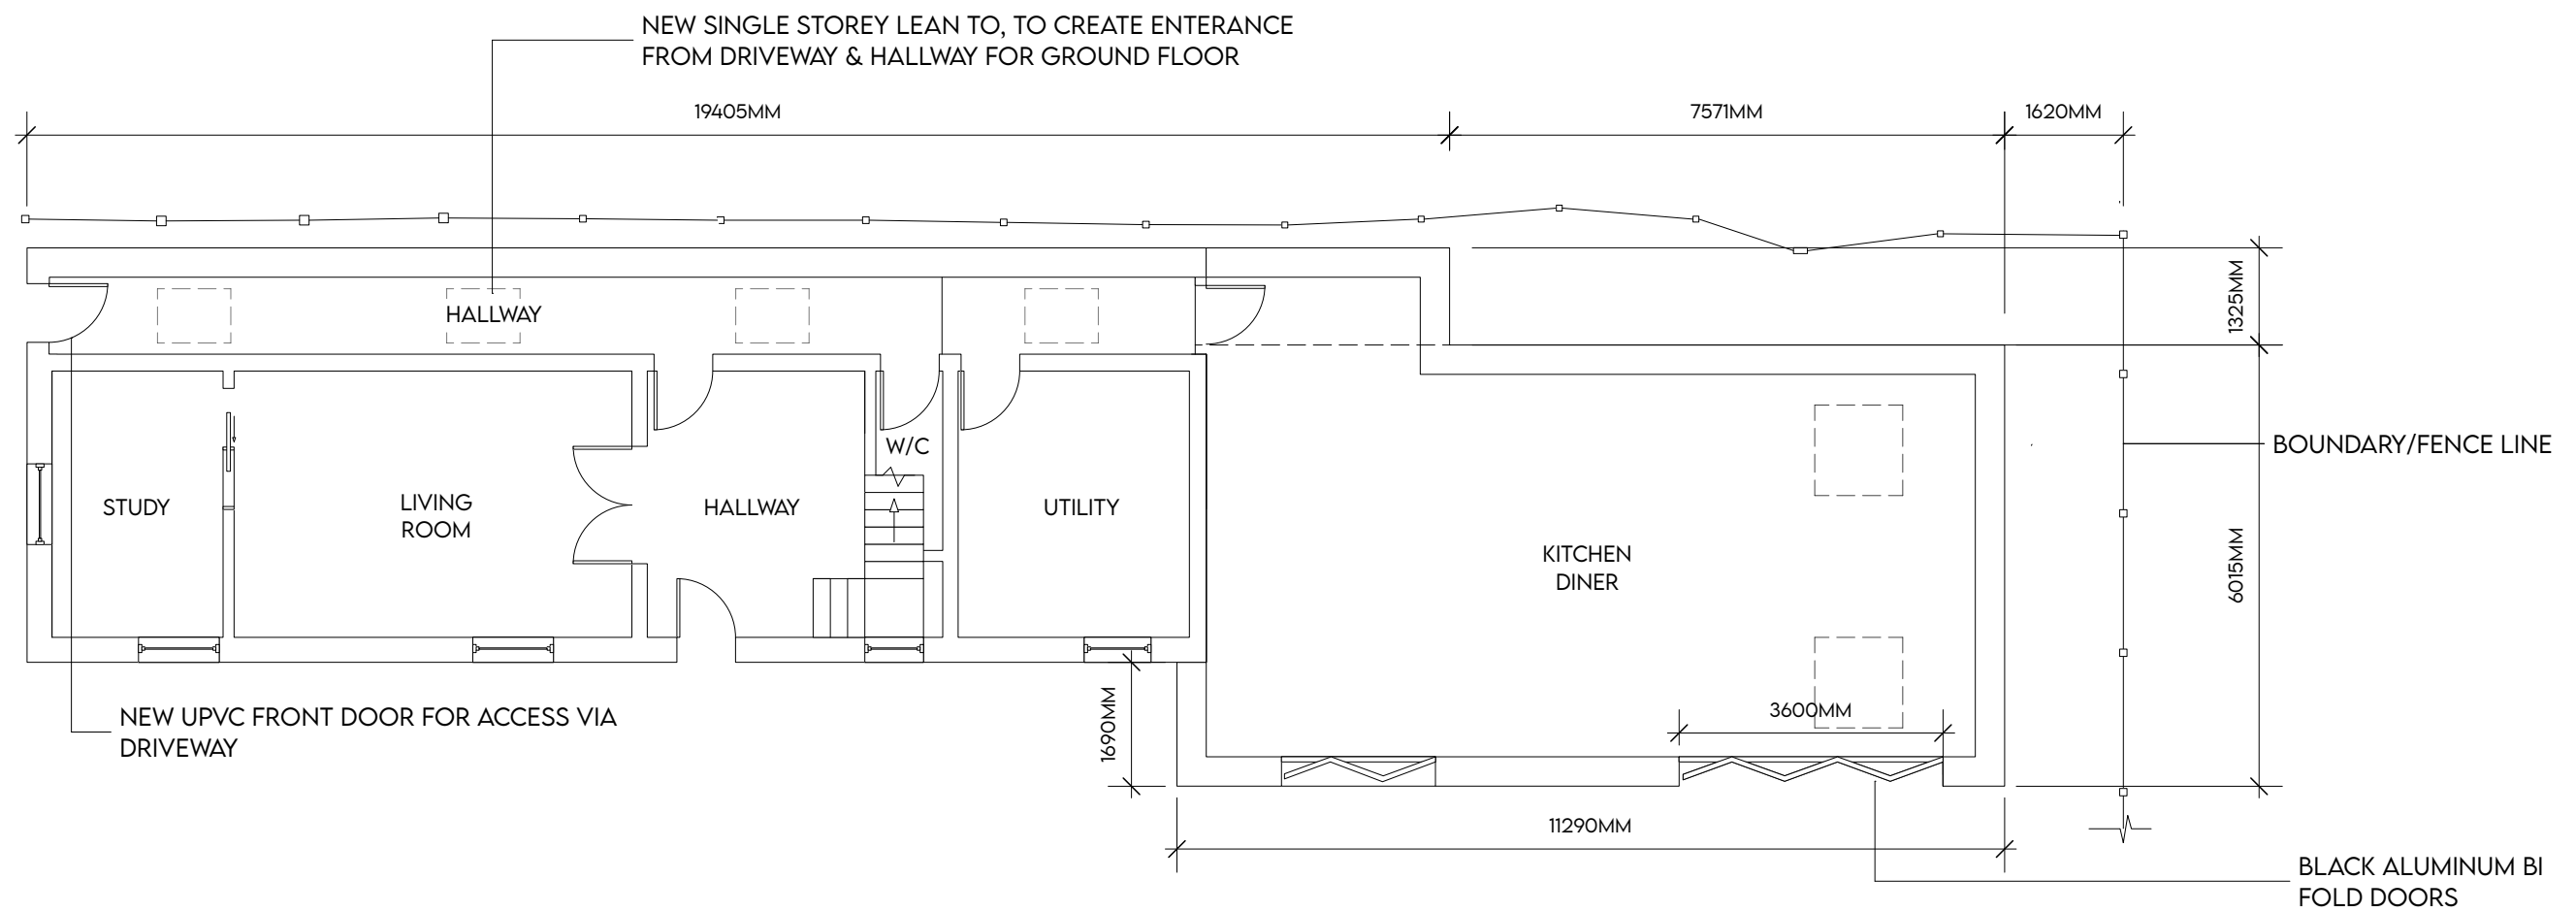 NEW SINGLE STOREY LEAN TO, TO CREATE ENTERANCE
FROM DRIVEWAY & HALLWAY FOR GROUND FLOOR
19405MM
7571MM
1620MM
1325MM
HALLWAY
W/C
BOUNDARY/FENCE LINE
STUDY
LIVING
ROOM
HALLWAY
UTILITY
KITCHEN
DINER
6015MM
NEW UPVC FRONT DOOR FOR ACCESS VIA
DRIVEWAY
1690MM
3600MM
11290MM
BLACK ALUMINUM BI
FOLD DOORS